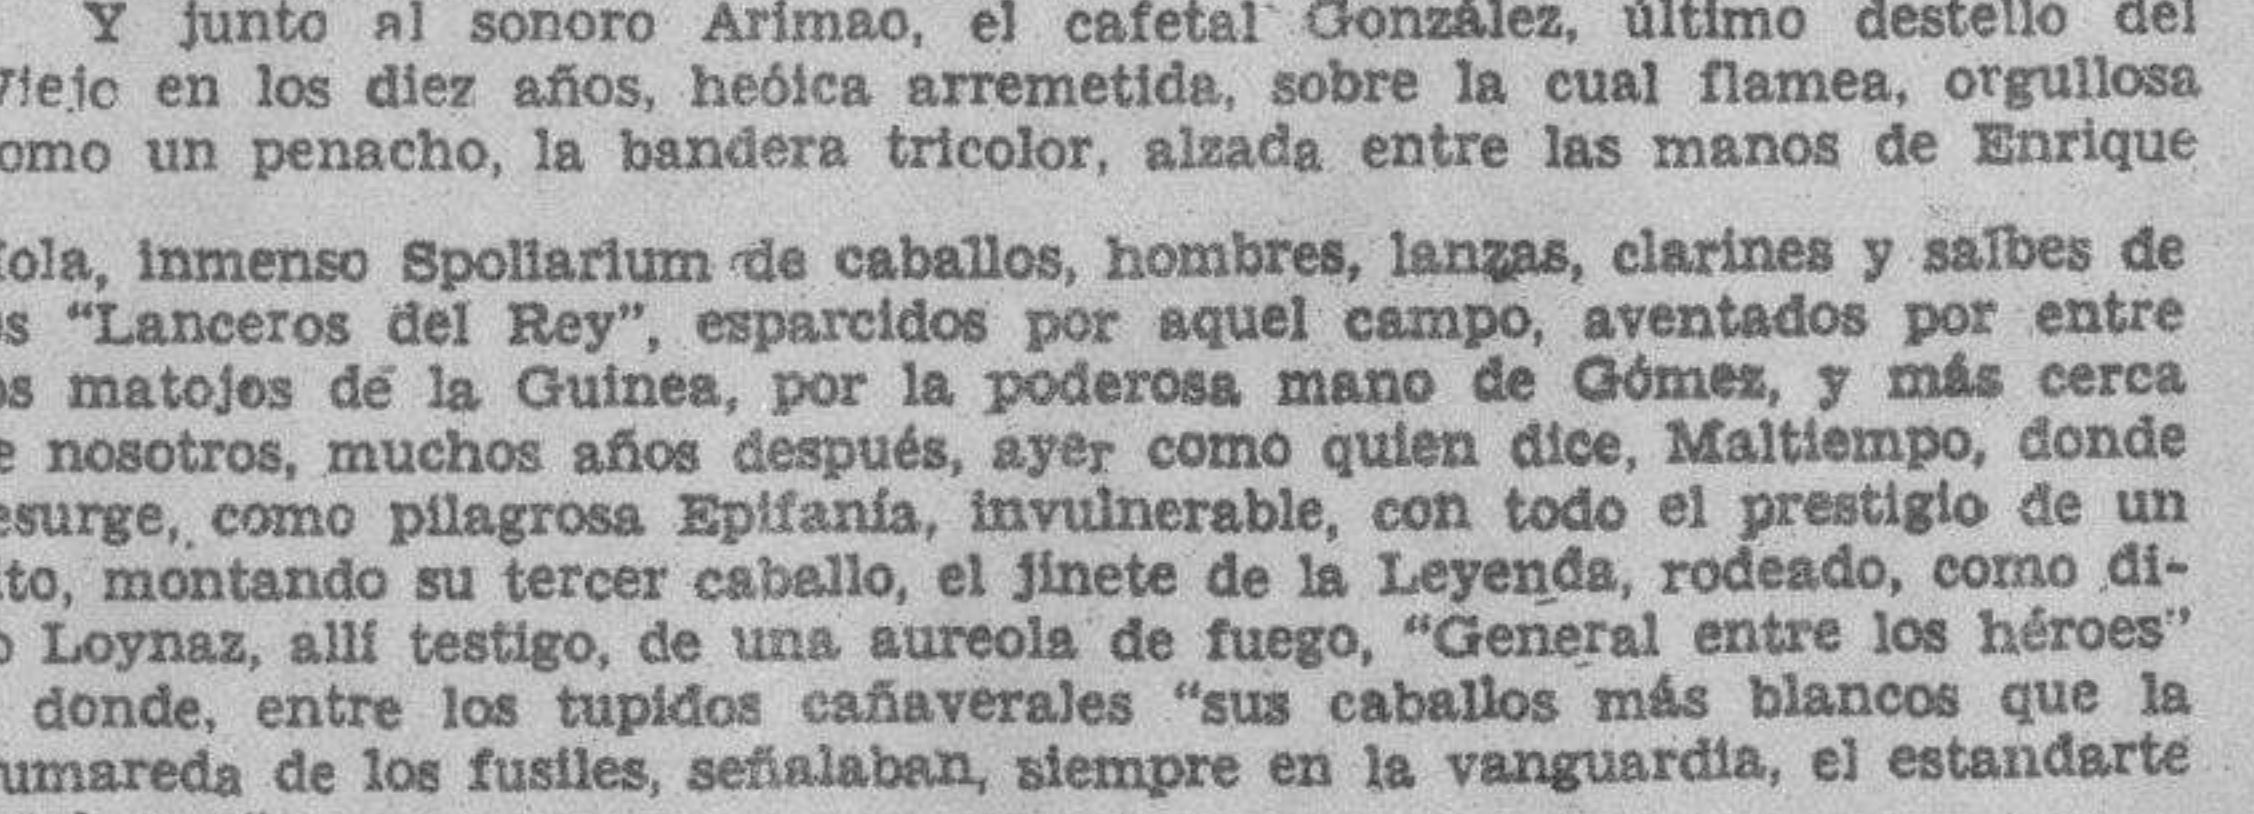 Y junto al sonoro Arimao, el cafetal González, último destello del
Viejo en los diez años, heóica arremetida, sobre la cual flamea, orgullosa
omo un penacho, la bandera tricolor, alzada entre las manos de Enrique
ola, inmenso Spoliarium de caballos, hombres, lanzas, clarines y salbes de
s "Lanceros del Rey", esparcidos por aquel campo, aventados por entre
os matojos de la Guinea, por la poderosa mano de Gómez, y más cerca
e nosotros, muchos años después, ayer como quien dice, Maltiempo, donde
esurge, como pilagrosa Epifanía, invulnerable, con todo el prestigio de un
ito, montando su tercer caballo, el jinete de la Leyenda, rodeado, como di-
o Loynaz, allí testigo, de una aureola de fuego, "General entre los héroes"
donde, entre los tupidos cañaverales "sus caballos más blancos que la
umareda de los fusiles, señalaban, siempre en la vanguardia, el estandarte